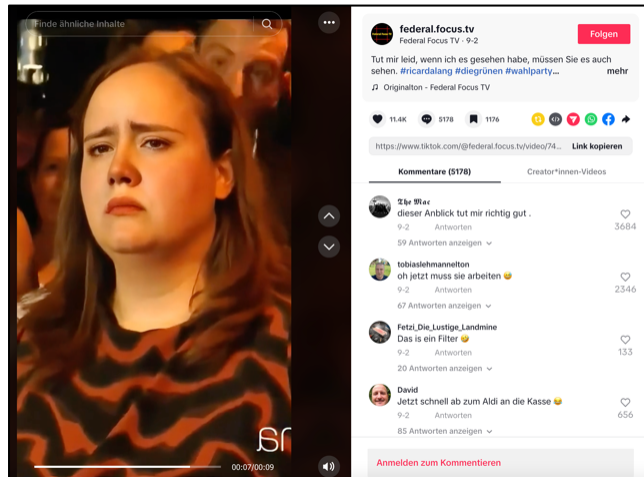 Finde ähnliche Inhalte
00:07/00:09
federal.focus.tv
Federal Focus TV · 9-2
Folgen
Tut mir leid, wenn ich es gesehen habe, müssen Sie es auch
sehen. #ricardalang #diegrünen #wahlparty... mehr
Originalton - Federal Focus TV
11.4K 5178 1176
https://www.tiktok.com/@federal.focus.tv/video/74... Link kopieren
Kommentare (5178) Creator*innen-Videos
The Mac
dieser Anblick tut mir richtig gut .
9-2 Antworten 3684
59 Antworten anzeigen
tobiaslehmannelton
oh jetzt muss sie arbeiten 😅
9-2 Antworten 2346
67 Antworten anzeigen
Fetzi_Die_Lustige_Landmine
Das is ein Filter 🤣
9-2 Antworten 133
20 Antworten anzeigen
David
Jetzt schnell ab zum Aldi an die Kasse 😂
9-2 Antworten 656
85 Antworten anzeigen
Anmelden zum Kommentieren